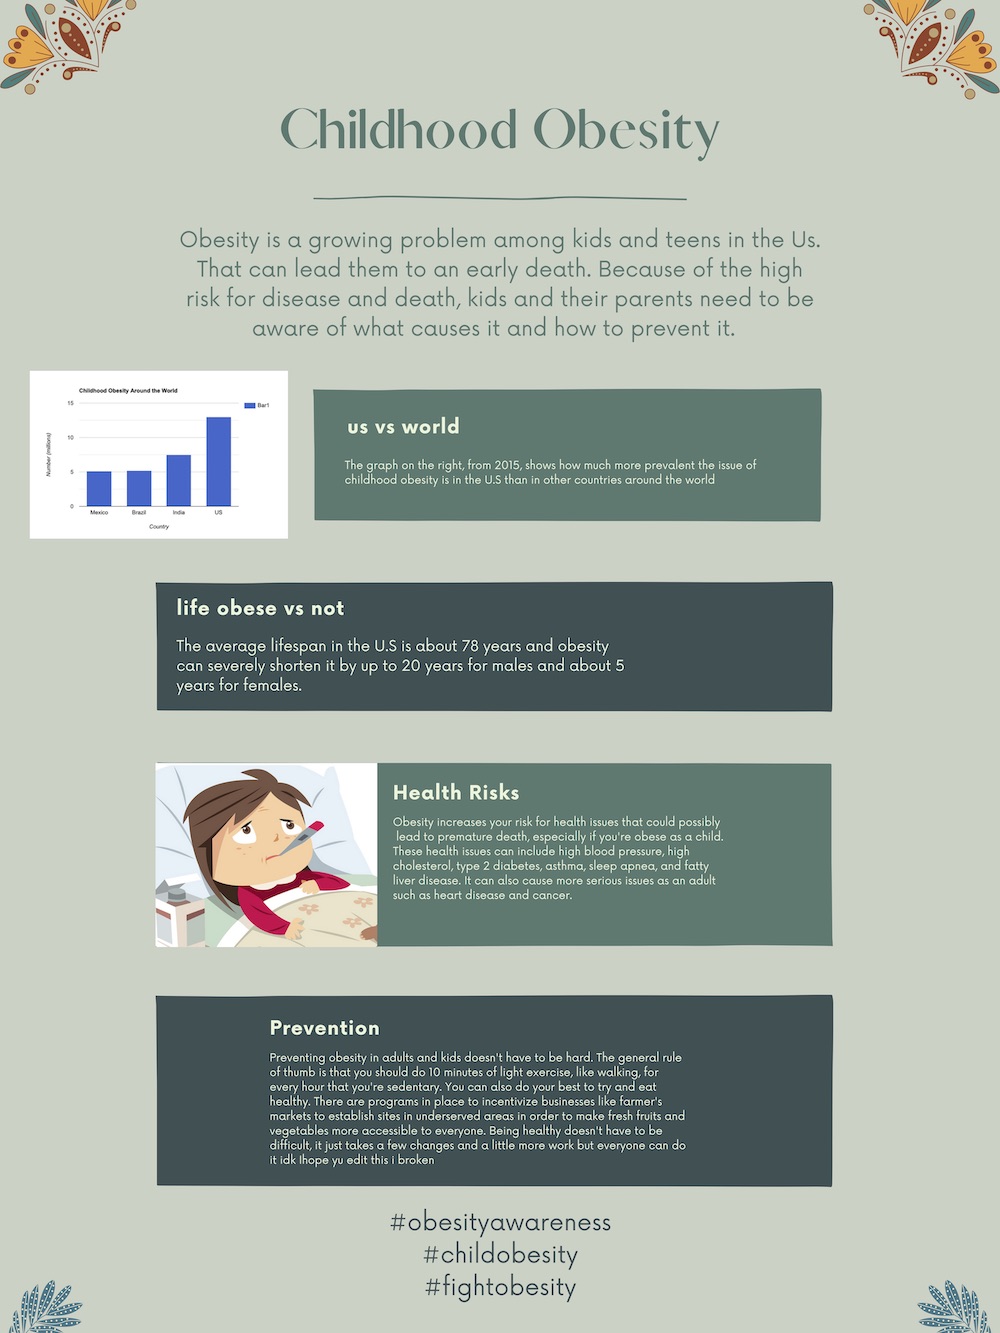 Childhood Obesity
Obesity is a growing problem among kids and teens in the Us.
That can lead them to an early death. Because of the high
risk for disease and death, kids and their parents need to be
aware of what causes it and how to prevent it.
Childhood Obesity Around the World
15
10
5
0
Number (millions)
Mexico
Brazil
India
US
Country
Bar1
us vs world
The graph on the right, from 2015, shows how much more prevalent the issue of
childhood obesity is in the U.S than in other countries around the world
life obese vs not
The average lifespan in the U.S is about 78 years and obesity
can severely shorten it by up to 20 years for males and about 5
years for females.
Health Risks
Obesity increases your risk for health issues that could possibly
lead to premature death, especially if you're obese as a child.
These health issues can include high blood pressure, high
cholesterol, type 2 diabetes, asthma, sleep apnea, and fatty
liver disease. It can also cause more serious issues as an adult
such as heart disease and cancer.
Prevention
Preventing obesity in adults and kids doesn't have to be hard. The general rule
of thumb is that you should do 10 minutes of light exercise, like walking, for
every hour that you're sedentary. You can also do your best to try and eat
healthy. There are programs in place to incentivize businesses like farmer's
markets to establish sites in underserved areas in order to make fresh fruits and
vegetables more accessible to everyone. Being healthy doesn't have to be
difficult, it just takes a few changes and a little more work but everyone can do
it idk Ihope yu edit this i broken
#obesityawareness
#childobesity
#fightobesity